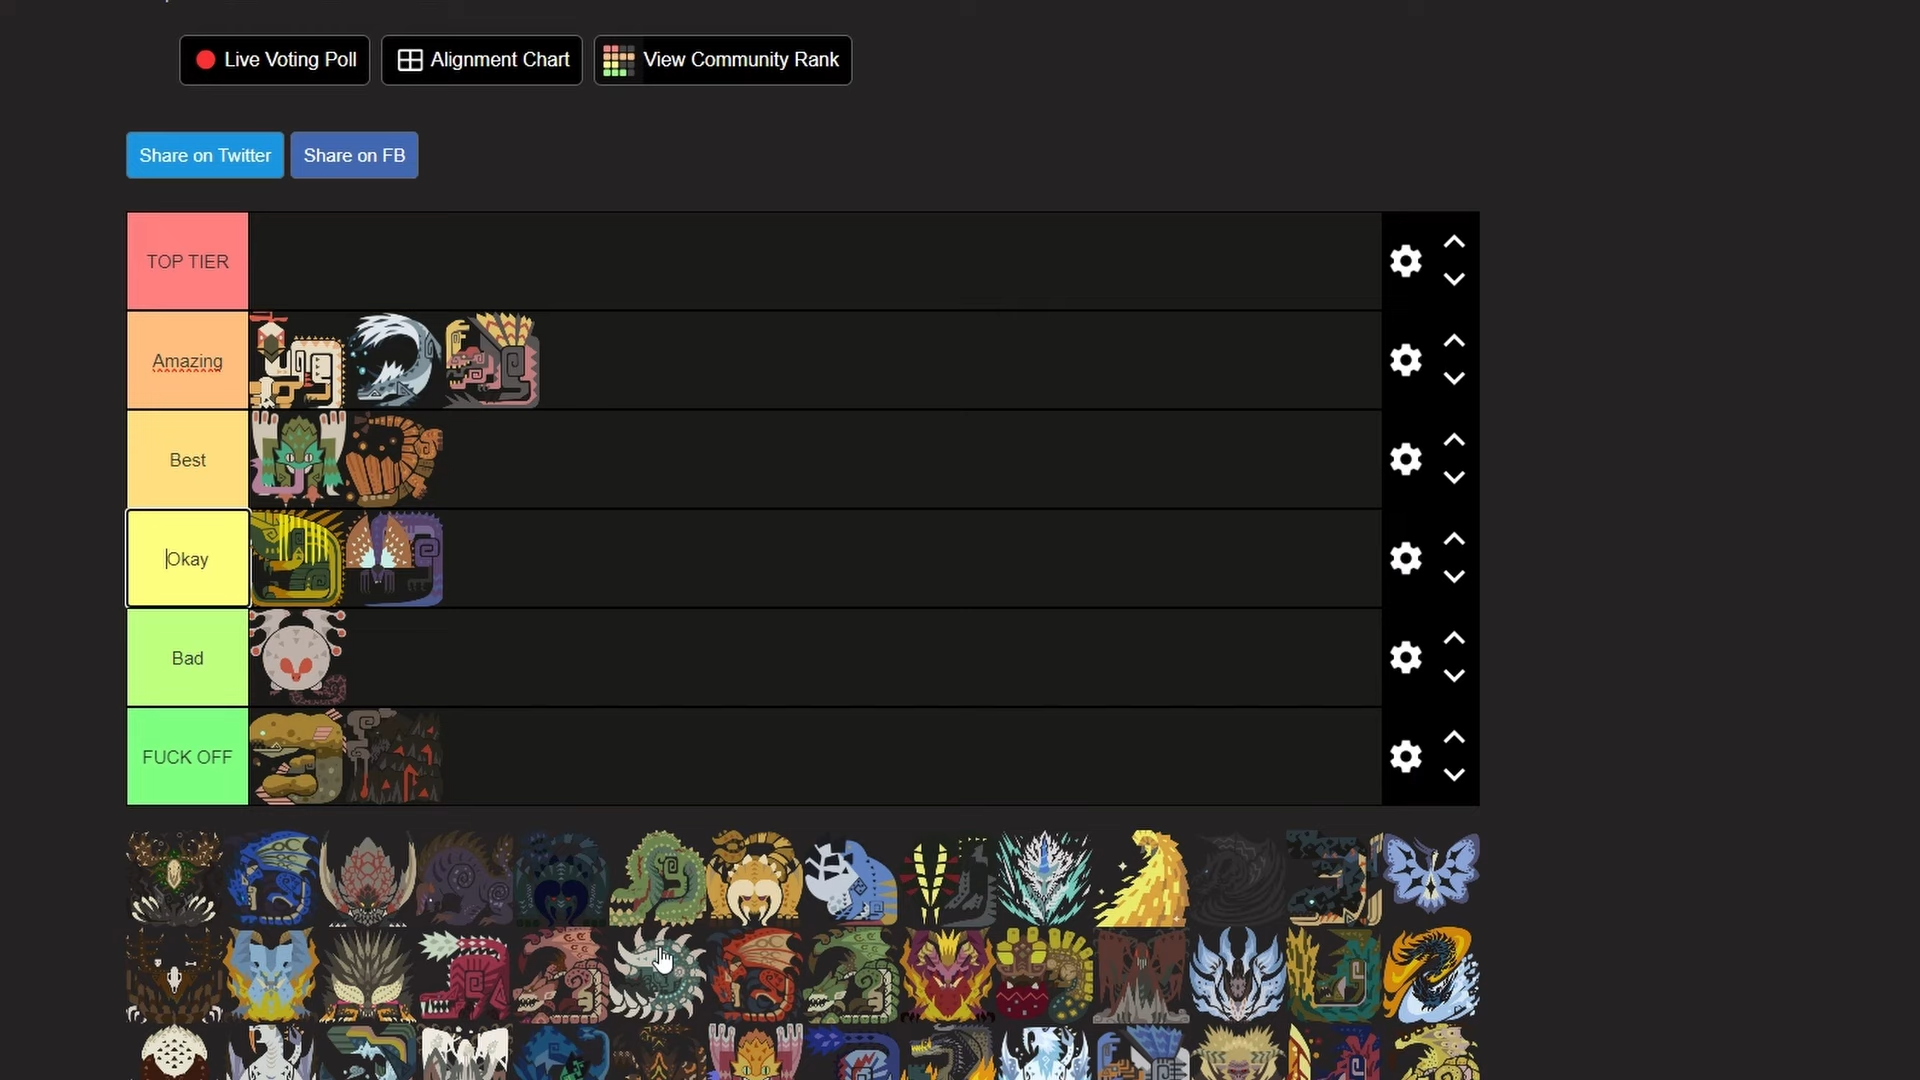 Live Voting Poll
Alignment Chart
View Community Rank
Share on Twitter
Share on FB
TOP TIER
Amazing
Best
Okay
Bad
FUCK OFF